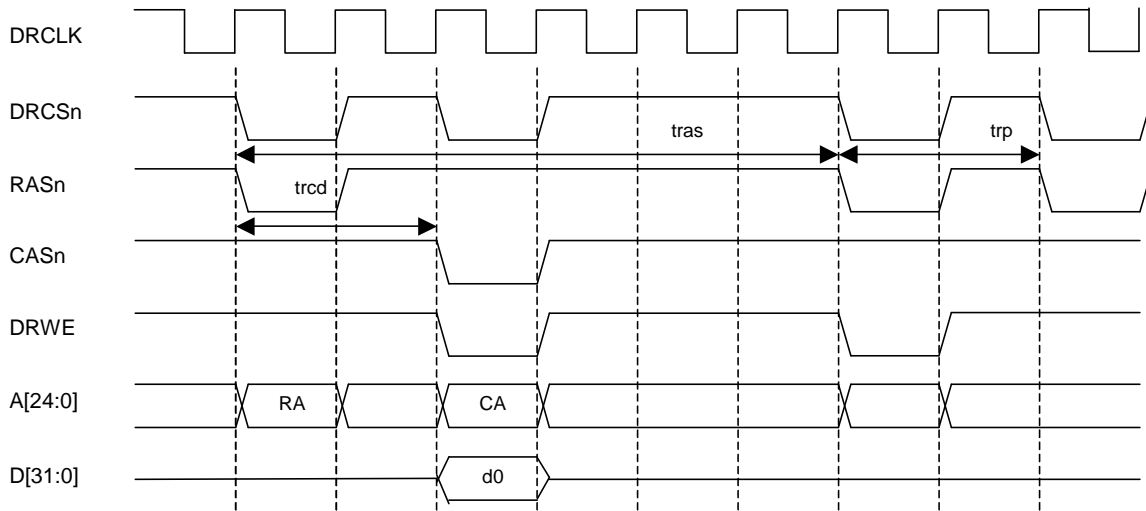 DRCLK
DRCSn
tras
trp
RASn
trcd
CASn
DRWE
A[24:0]
RA
CA
D[31:0]
d0